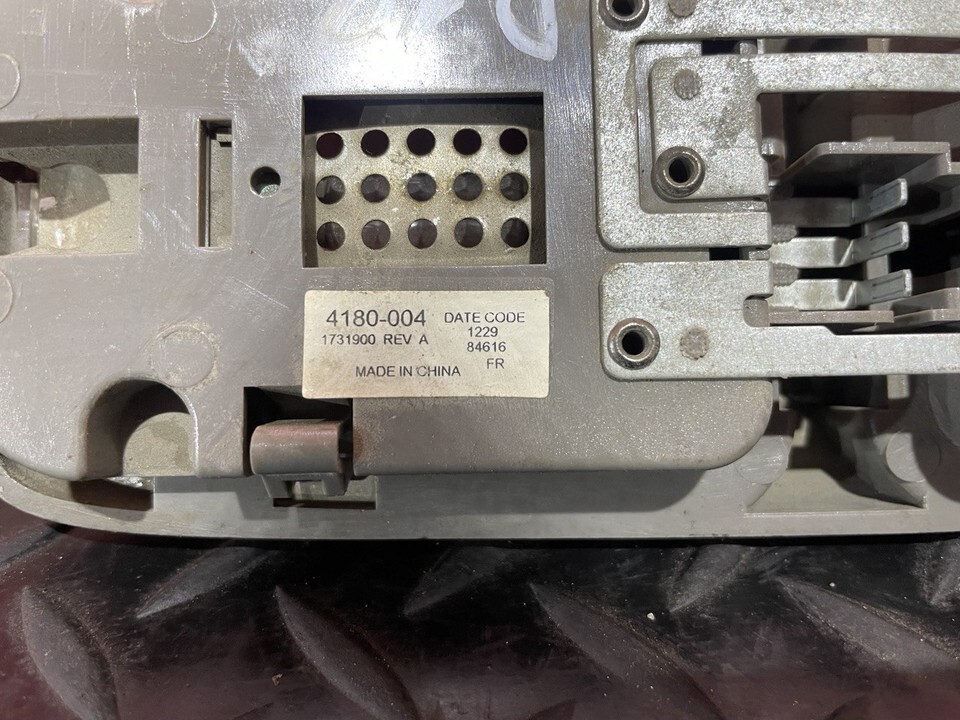 4180-004 DATE CODE
1731900 REV A 1229
84616
FR
MADE IN CHINA